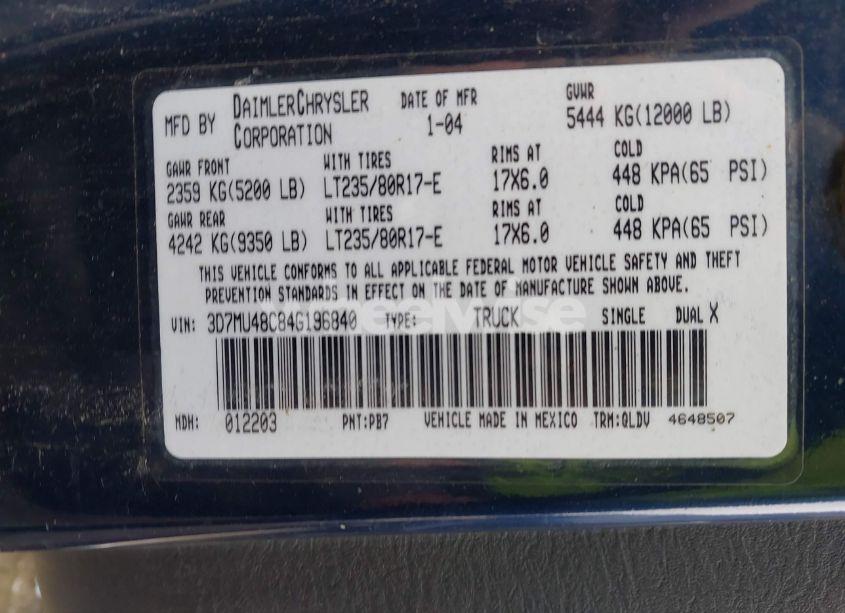 MFD BY DAIMLERCHRYSLER CORPORATION DATE OF MFR 1-04 GVWR 5444 KG(12000 LB)
GAWR FRONT WITH TIRES RIMS AT COLD
2359 KG(5200 LB) LT235/80R17-E 17X6.0 448 KPA(65 PSI)
GAWR REAR WITH TIRES RIMS AT COLD
4242 KG(9350 LB) LT235/80R17-E 17X6.0 448 KPA(65 PSI)
THIS VEHICLE CONFORMS TO ALL APPLICABLE FEDERAL MOTOR VEHICLE SAFETY AND THEFT
PREVENTION STANDARDS IN EFFECT ON THE DATE OF MANUFACTURE SHOWN ABOVE.
VIN: 3D7MU48C84G196840 TYPE: TRUCK SINGLE DUAL X
MDH: 012203 PNT:PB7 VEHICLE MADE IN MEXICO TRM:QLDV 4648507